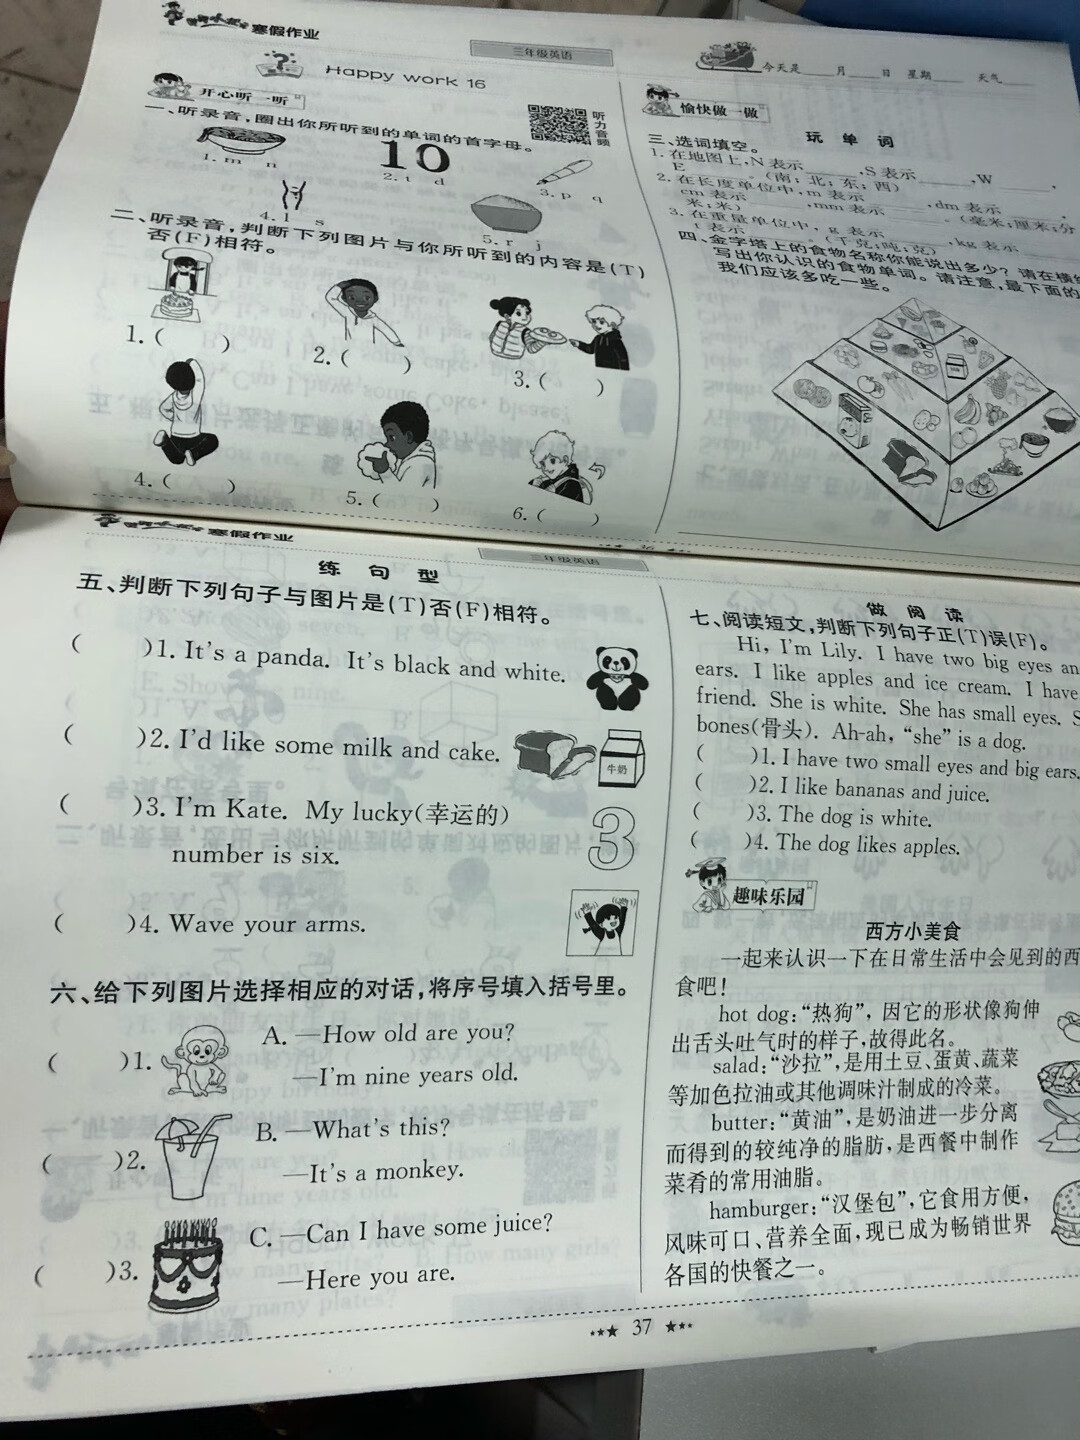 寒假作业
三年级英语
Happy work 16
开心听一听
听力音频
一、听录音,圈出你所听到的单词的首字母。
1. m n
10
2. t d
3. p q
4. l s
5. r j
二、听录音,判断下列图片与你所听到的内容是(T)
否(F)相符。
1. ( )
2. ( )
3. ( )
4. ( )
5. ( )
6. ( )
今天是 月 日 星期 天气
愉快做一做
玩 单 词
三、选词填空。
1. 在地图上,N表示 ,S表示 ,W ,
E 。(南;北;东;西)
2. 在长度单位中,m表示 ,dm表示 ,
cm表示 ,mm表示 。(毫米;厘米;分
米;米)
3. 在重量单位中,g表示 ,kg表示 ,
t表示 。(千克;吨;克)
四、金字塔上的食物名称你能说出多少?请在横线
写出你认识的食物单词。请注意,最下面的
我们应该多吃一些。
寒假作业
三年级英语
练 句 型
五、判断下列句子与图片是(T)否(F)相符。
( )1. It's a panda. It's black and white.
( )2. I'd like some milk and cake.
牛奶
( )3. I'm Kate. My lucky(幸运的)
number is six.
3
( )4. Wave your arms.
六、给下列图片选择相应的对话,将序号填入括号里。
( )1.
A. —How old are you?
—I'm nine years old.
( )2.
B. —What's this?
—It's a monkey.
( )3.
C. —Can I have some juice?
—Here you are.
做 阅 读
七、阅读短文,判断下列句子正(T)误(F)。
Hi, I'm Lily. I have two big eyes an
ears. I like apples and ice cream. I have
friend. She is white. She has small eyes. S
bones(骨头). Ah-ah, “she” is a dog.
( )1. I have two small eyes and big ears.
( )2. I like bananas and juice.
( )3. The dog is white.
( )4. The dog likes apples.
趣味乐园
西方小美食
一起来认识一下在日常生活中会见到的西
食吧!
hot dog:“热狗”,因它的形状像狗伸
出舌头吐气时的样子,故得此名。
salad:“沙拉”,是用土豆、蛋黄、蔬菜
等加色拉油或其他调味汁制成的冷菜。
butter:“黄油”,是奶油进一步分离
而得到的较纯净的脂肪,是西餐中制作
菜肴的常用油脂。
hamburger:“汉堡包”,它食用方便,
风味可口、营养全面,现已成为畅销世界
各国的快餐之一。
37